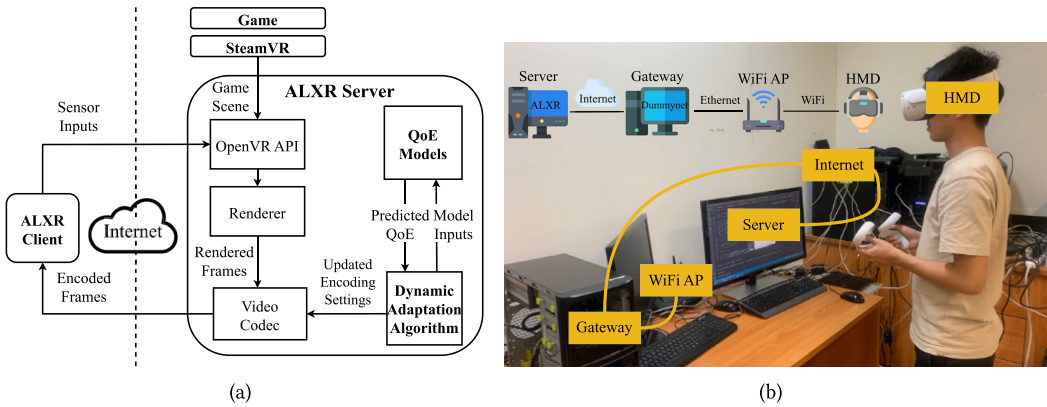 Game
SteamVR
ALXR Server
Game
Scene
Sensor
Inputs
OpenVR API
QoE
Models
Renderer
ALXR
Client
Internet
Predicted
QoE
Model
Inputs
Rendered
Frames
Encoded
Frames
Updated
Encoding
Settings
Video
Codec
Dynamic
Adaptation
Algorithm
(a)
Server
Gateway
WiFi AP
HMD
ALXR
Internet
Dummynet
Ethernet
WiFi
HMD
Internet
Server
WiFi AP
Gateway
(b)